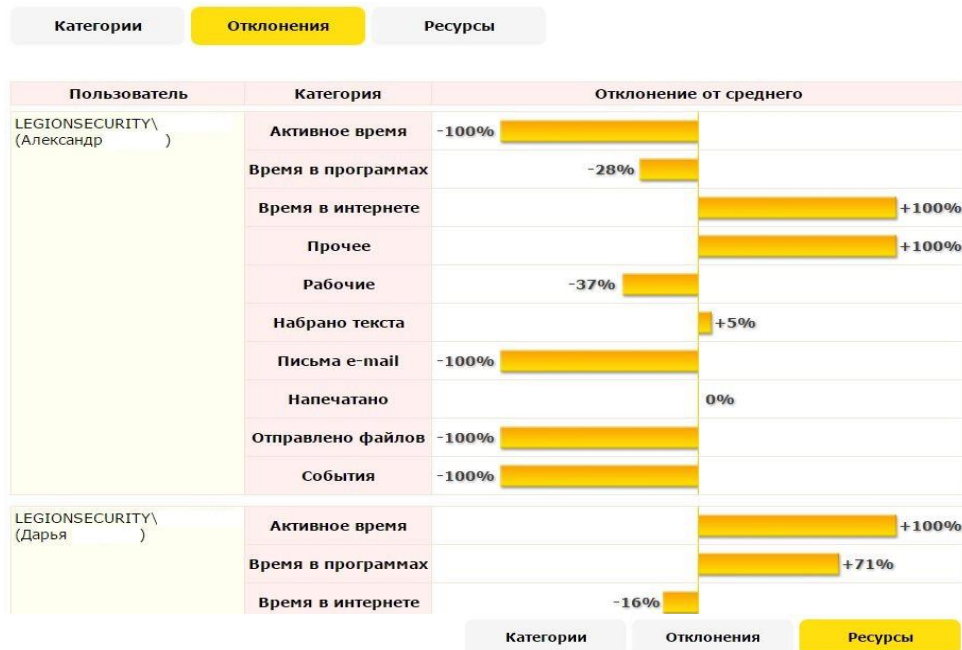 Категории Отклонения Ресурсы
Пользователь Категория Отклонение от среднего
LEGIONSECURITY\
(Александр )
Активное время -100%
Время в программах -28%
Время в интернете +100%
Прочее +100%
Рабочие -37%
Набрано текста +5%
Письма e-mail -100%
Напечатано 0%
Отправлено файлов -100%
События -100%
LEGIONSECURITY\
(Дарья )
Активное время +100%
Время в программах +71%
Время в интернете -16%
Категории Отклонения Ресурсы